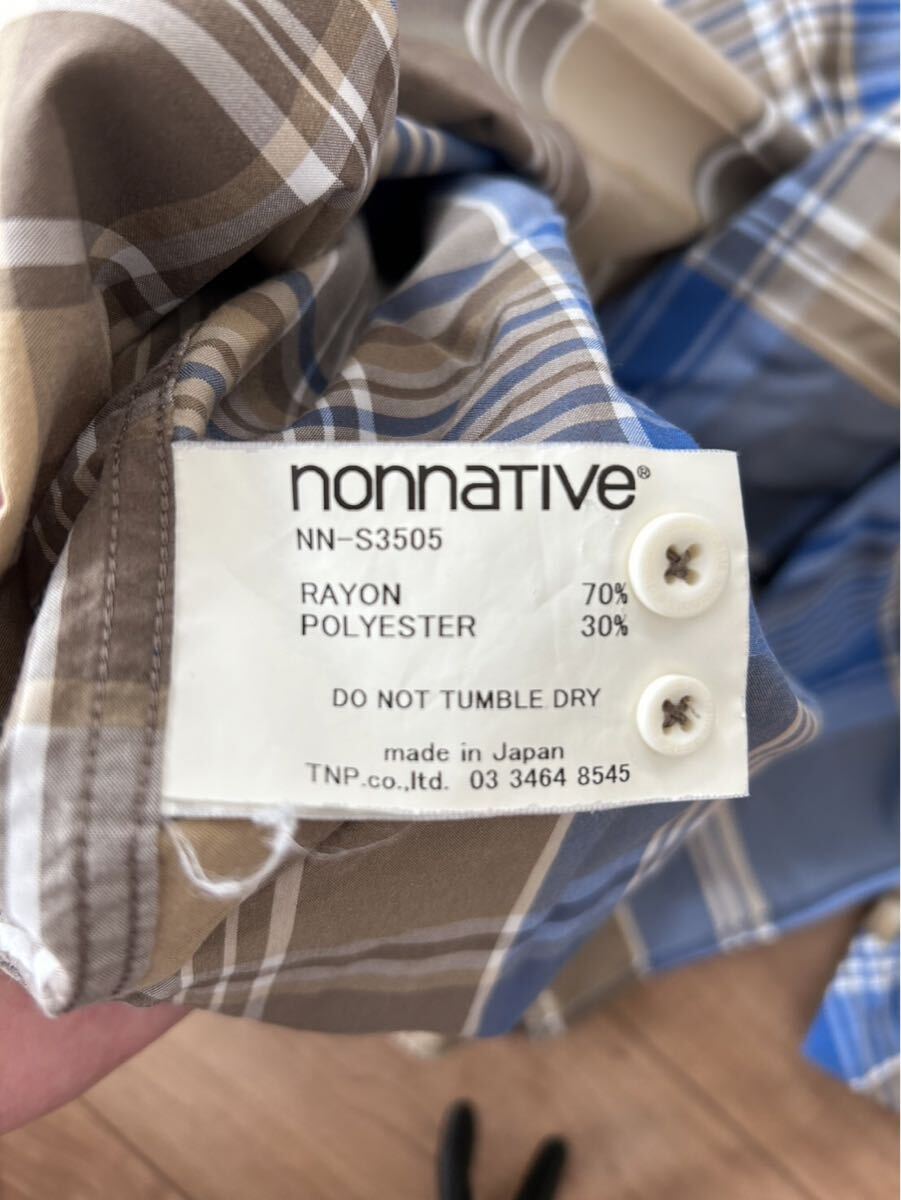 nonnative®
NN-S3505
RAYON 70%
POLYESTER 30%
DO NOT TUMBLE DRY
made in Japan
TNP.co.,ltd. 03 3464 8545